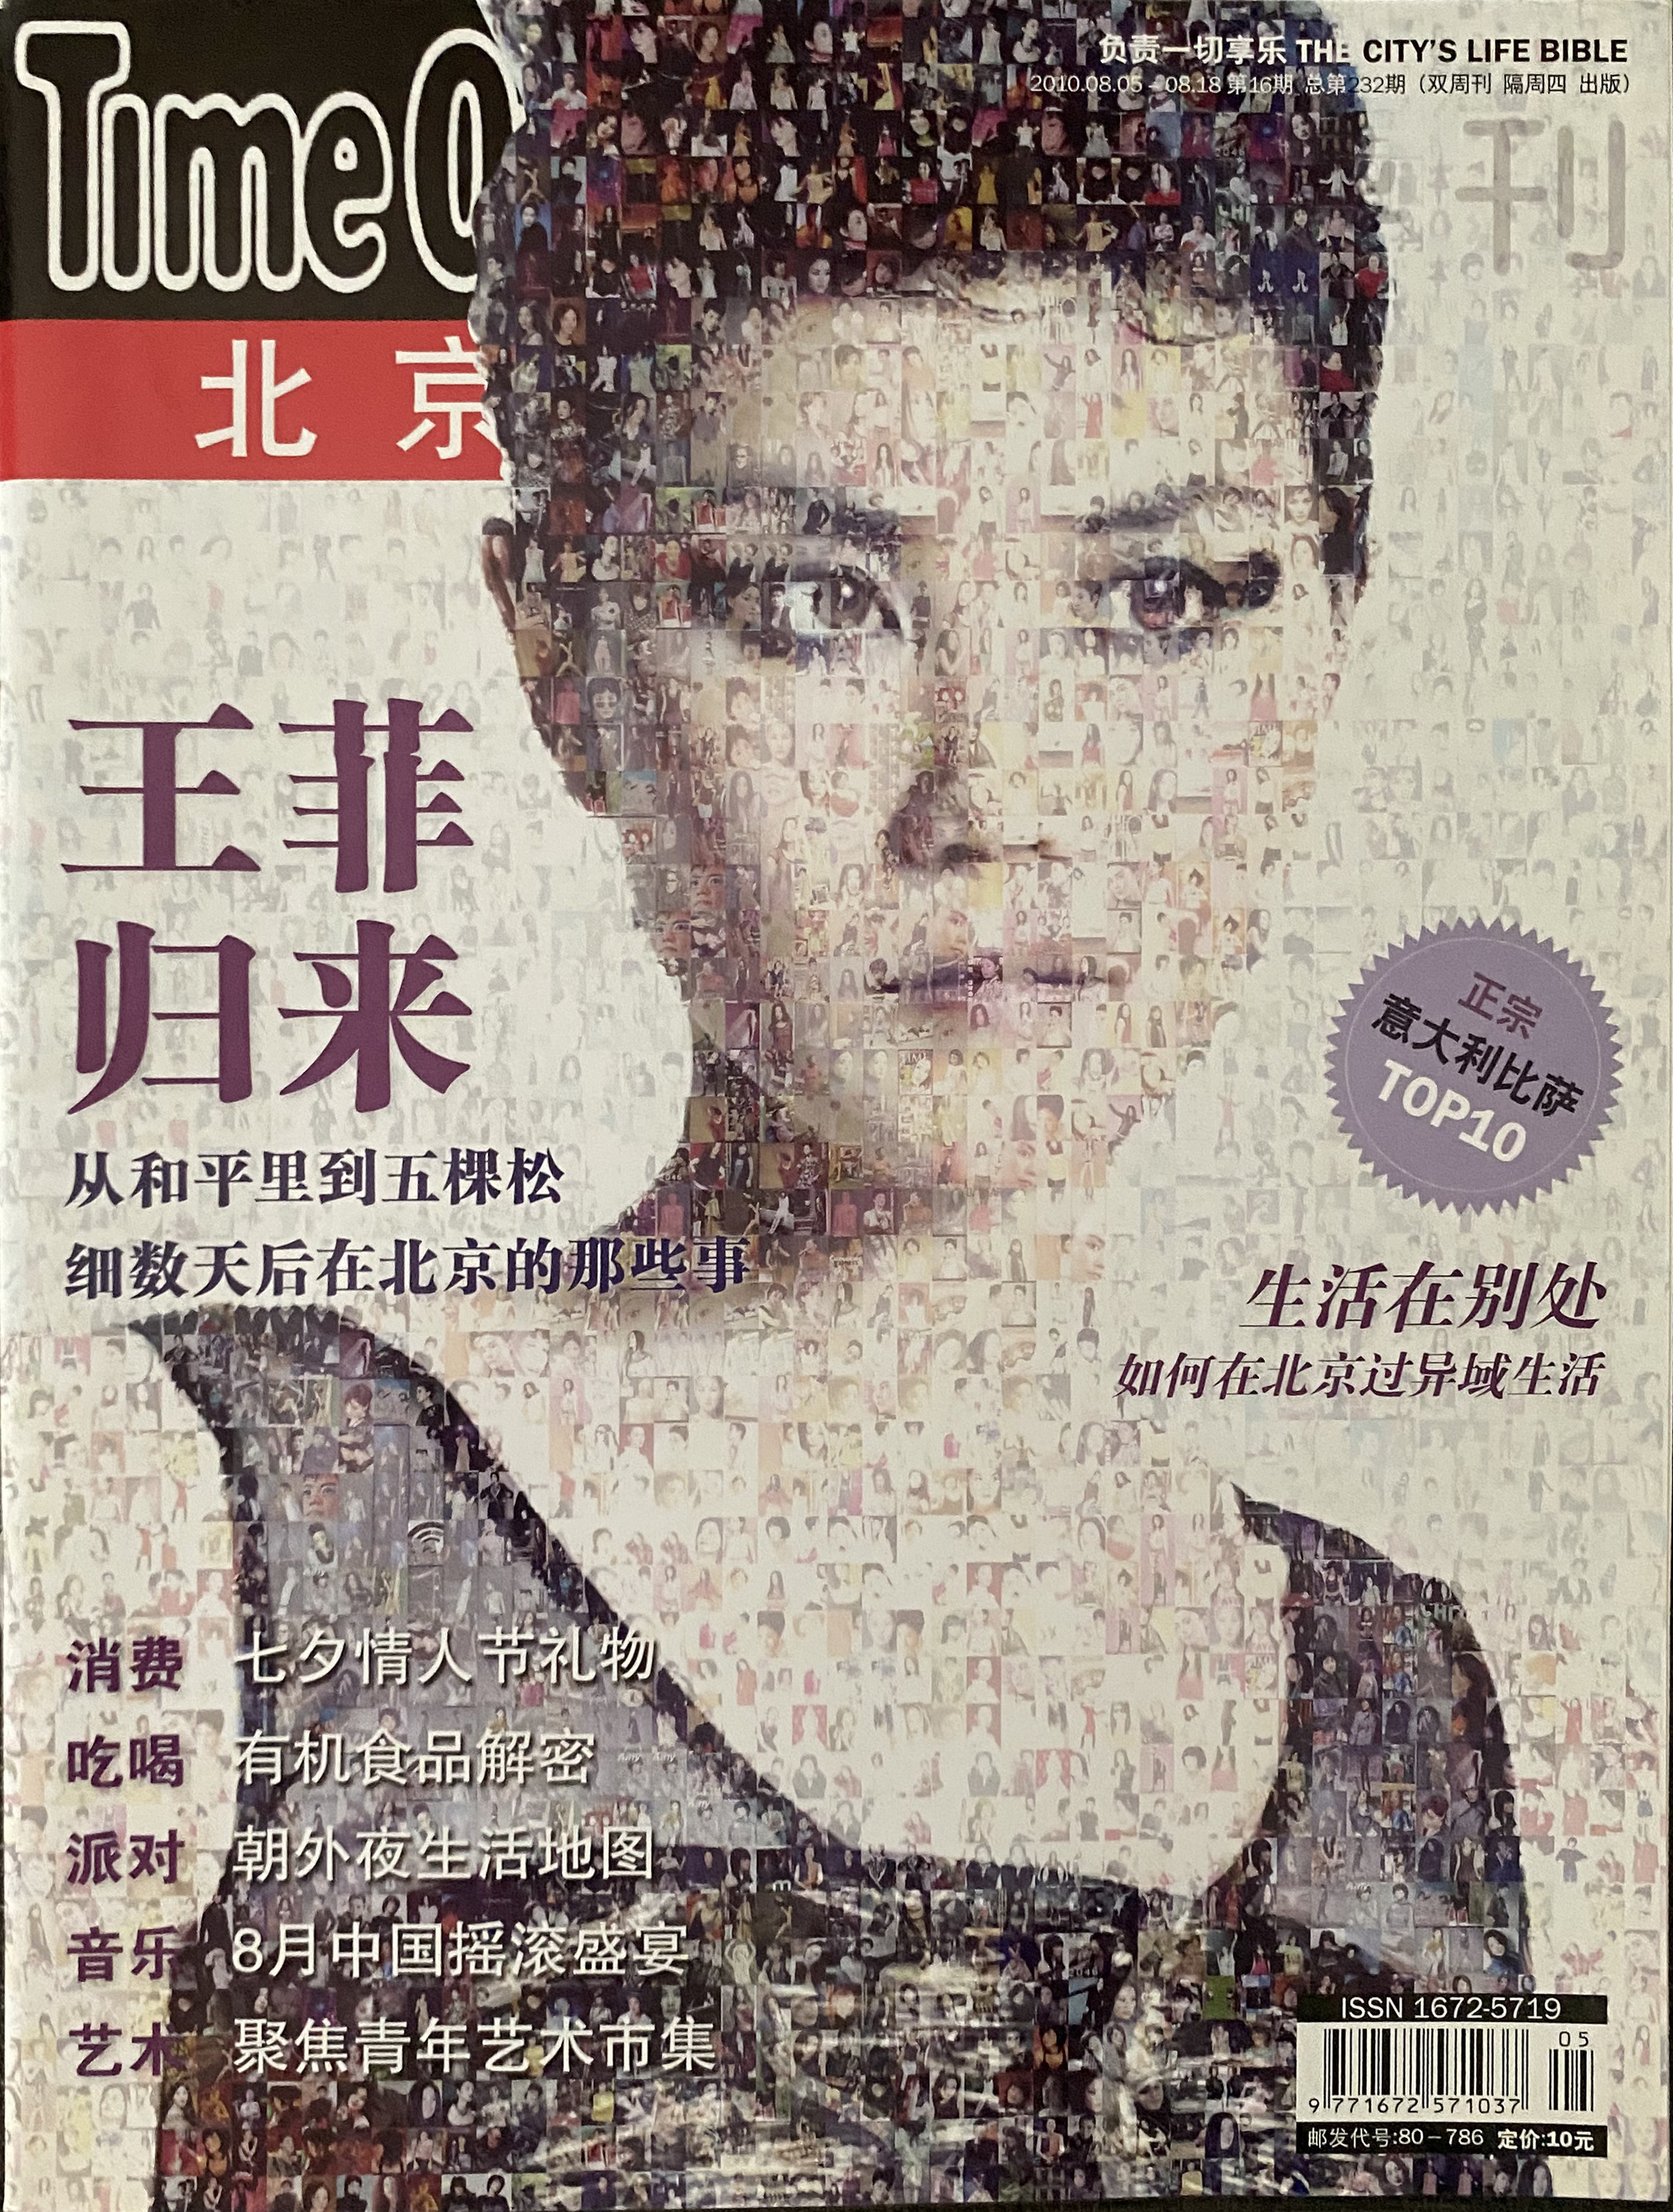 Time O
北京
负责一切享乐 THE CITY'S LIFE BIBLE
2010.08.05 - 08.18 第16期 总第232期（双周刊 隔周四 出版）
刊
王菲
归来
从和平里到五棵松
细数天后在北京的那些事
正宗
意大利比萨
TOP10
生活在别处
如何在北京过异域生活
消费 七夕情人节礼物
吃喝 有机食品解密
派对 朝外夜生活地图
音乐 8月中国摇滚盛宴
艺术 聚焦青年艺术市集
ISSN 1672-5719
05
9 771672 571037
邮发代号:80-786 定价:10元